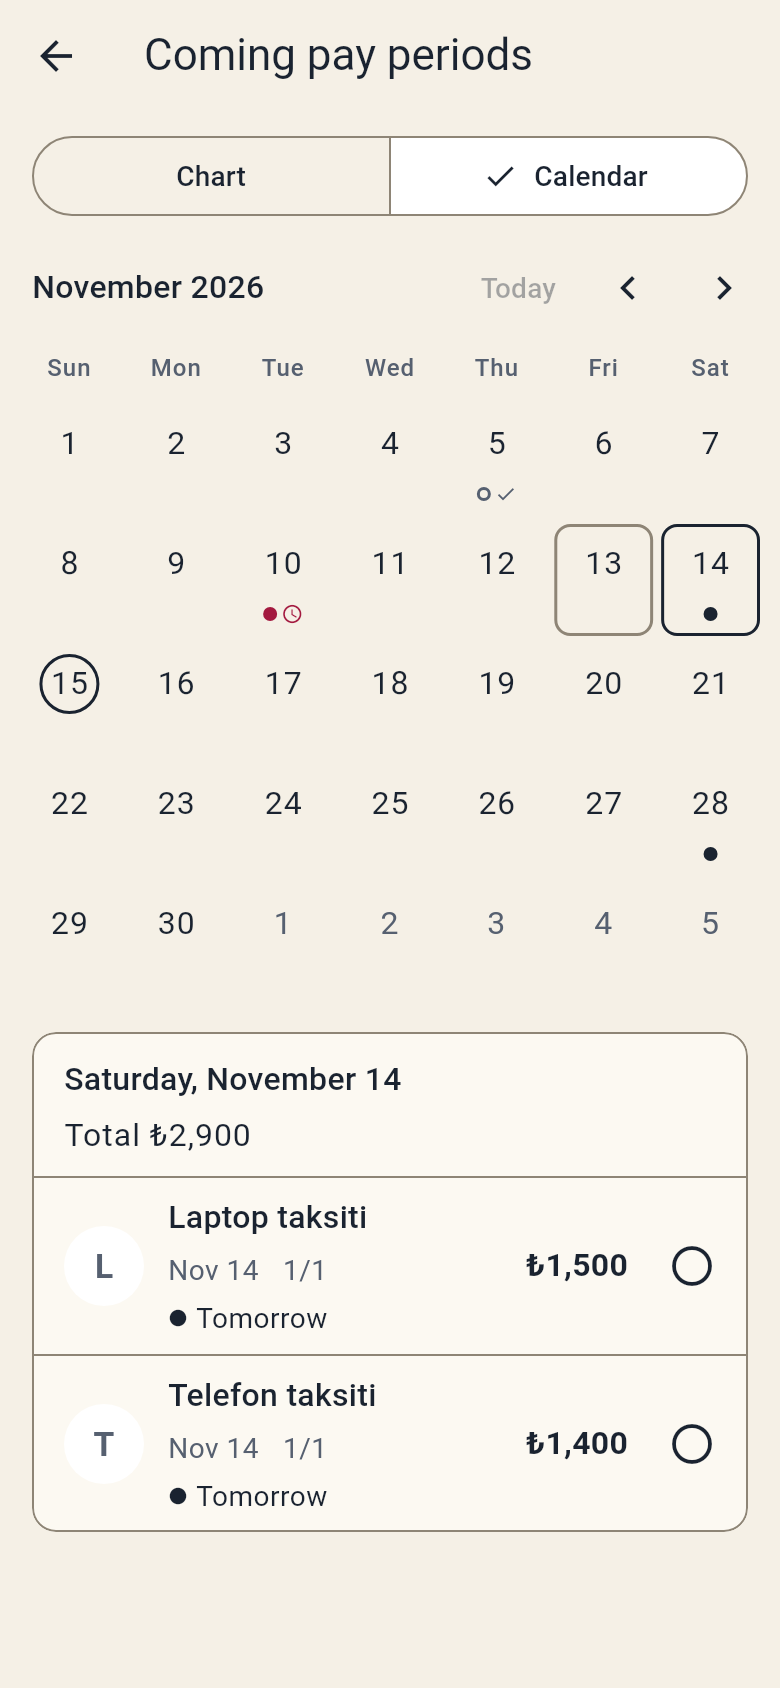 Coming pay periods
Chart
Calendar
November 2026
Today
Sun Mon Tue Wed Thu Fri Sat
1 2 3 4 5 6 7
8 9 10 11 12 13 14
15 16 17 18 19 20 21
22 23 24 25 26 27 28
29 30 1 2 3 4 5
Saturday, November 14
Total ₺2,900
L
Laptop taksiti
Nov 14 1/1
Tomorrow
₺1,500
T
Telefon taksiti
Nov 14 1/1
Tomorrow
₺1,400